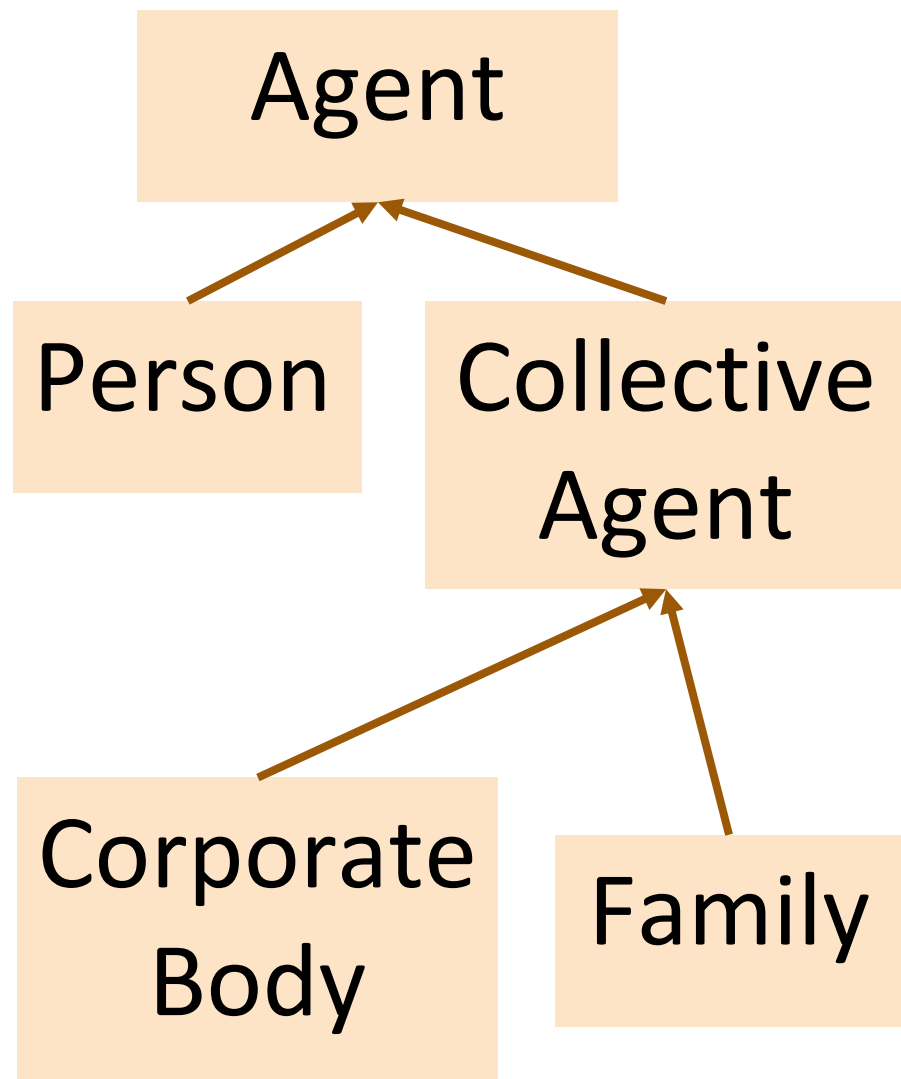 Agent
Person
Collective
Agent
Corporate
Body
Family